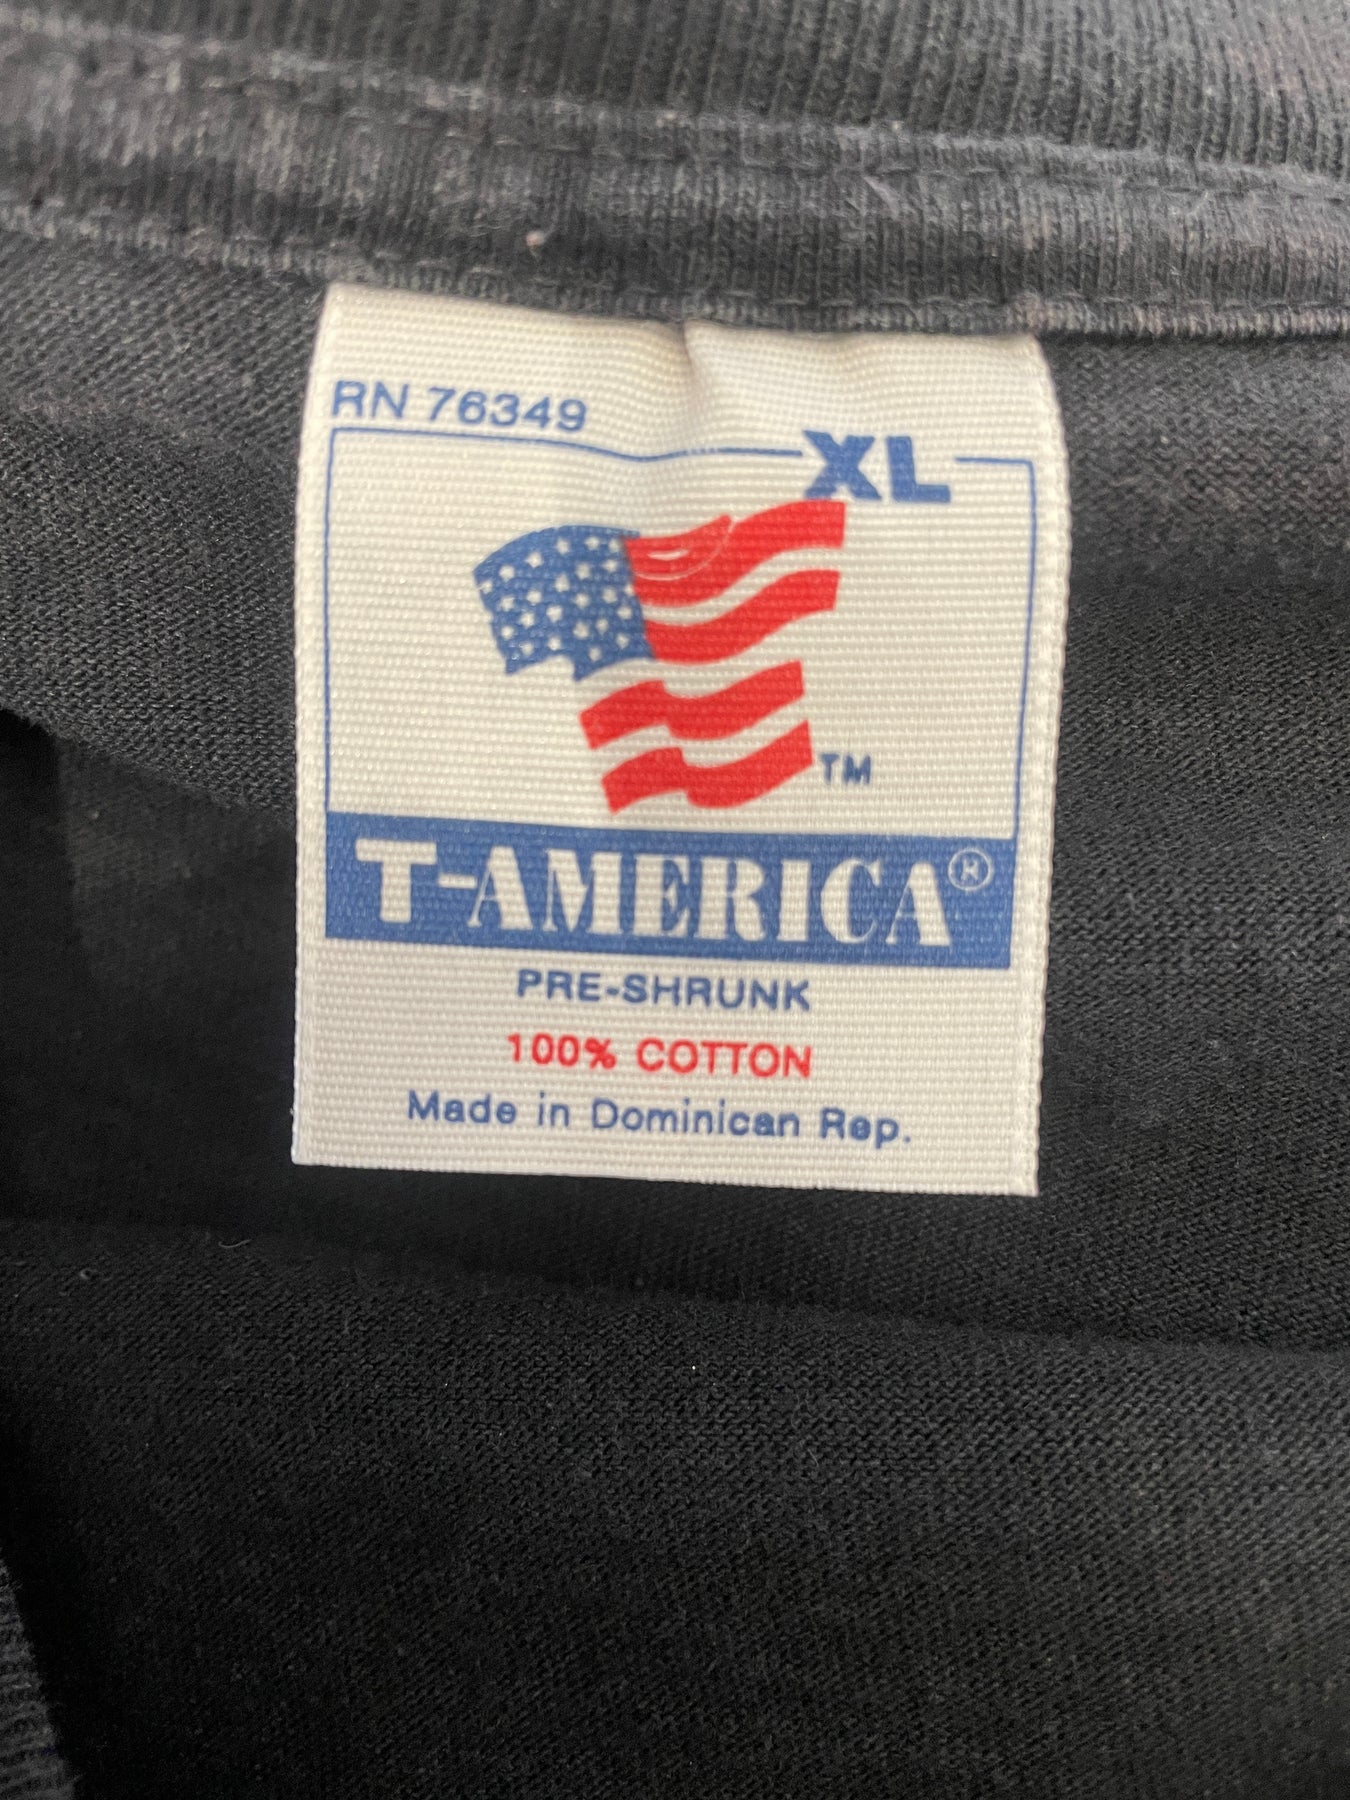 RN 76349
XL
TM
T-AMERICA®
PRE-SHRUNK
100% COTTON
Made in Dominican Rep.